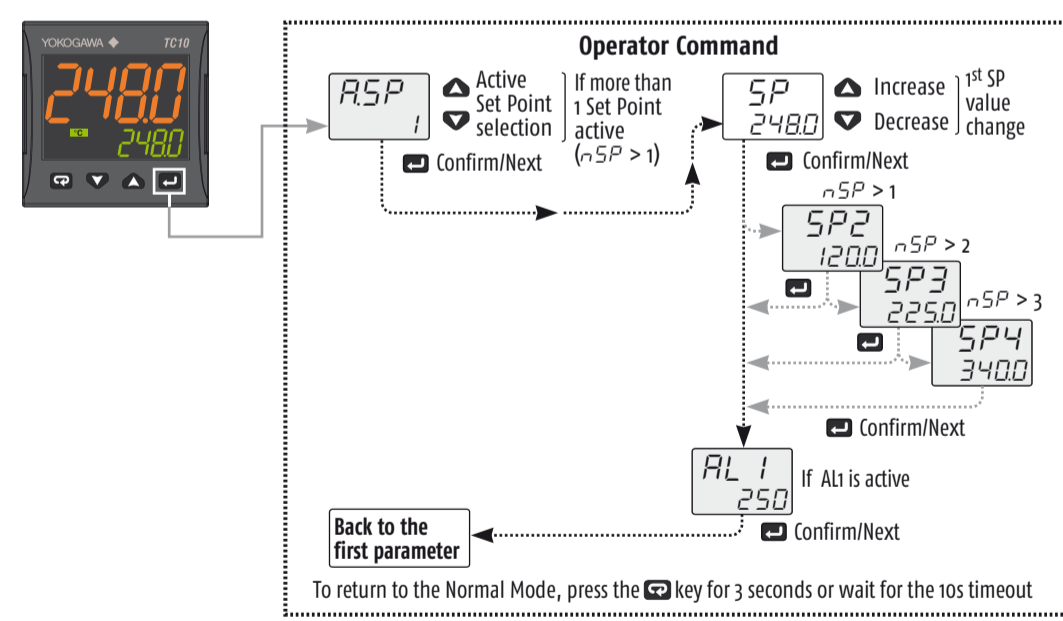 YOKOGAWA TC10
248.0
°C
248.0
Operator Command
A.SP
1
Active
Set Point
selection
If more than
1 Set Point
active
(nSP > 1)
Confirm/Next
SP
248.0
Increase
Decrease
1st SP
value
change
Confirm/Next
nSP > 1
SP2
120.0
nSP > 2
SP3
225.0
nSP > 3
SP4
340.0
Confirm/Next
AL 1
250
If AL1 is active
Confirm/Next
Back to the
first parameter
To return to the Normal Mode, press the key for 3 seconds or wait for the 10s timeout